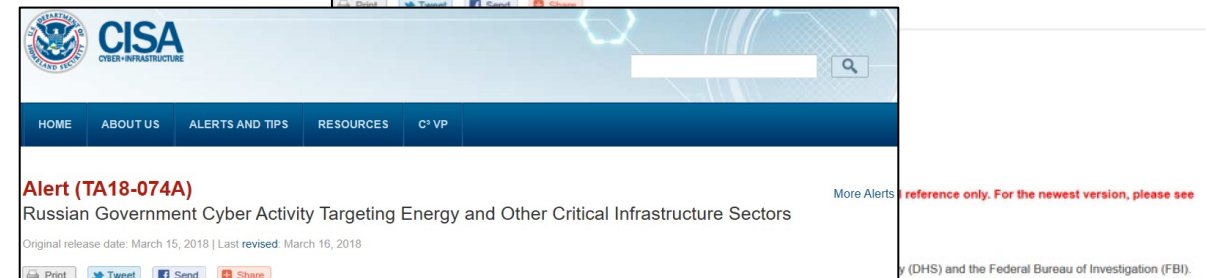 Print Tweet Send Share
CISA
CYBER+INFRASTRUCTURE
HOME ABOUT US ALERTS AND TIPS RESOURCES C³ VP
Alert (TA18-074A)
More Alerts
reference only. For the newest version, please see
Russian Government Cyber Activity Targeting Energy and Other Critical Infrastructure Sectors
Original release date: March 15, 2018 | Last revised: March 16, 2018
Print Tweet Send Share
(DHS) and the Federal Bureau of Investigation (FBI).